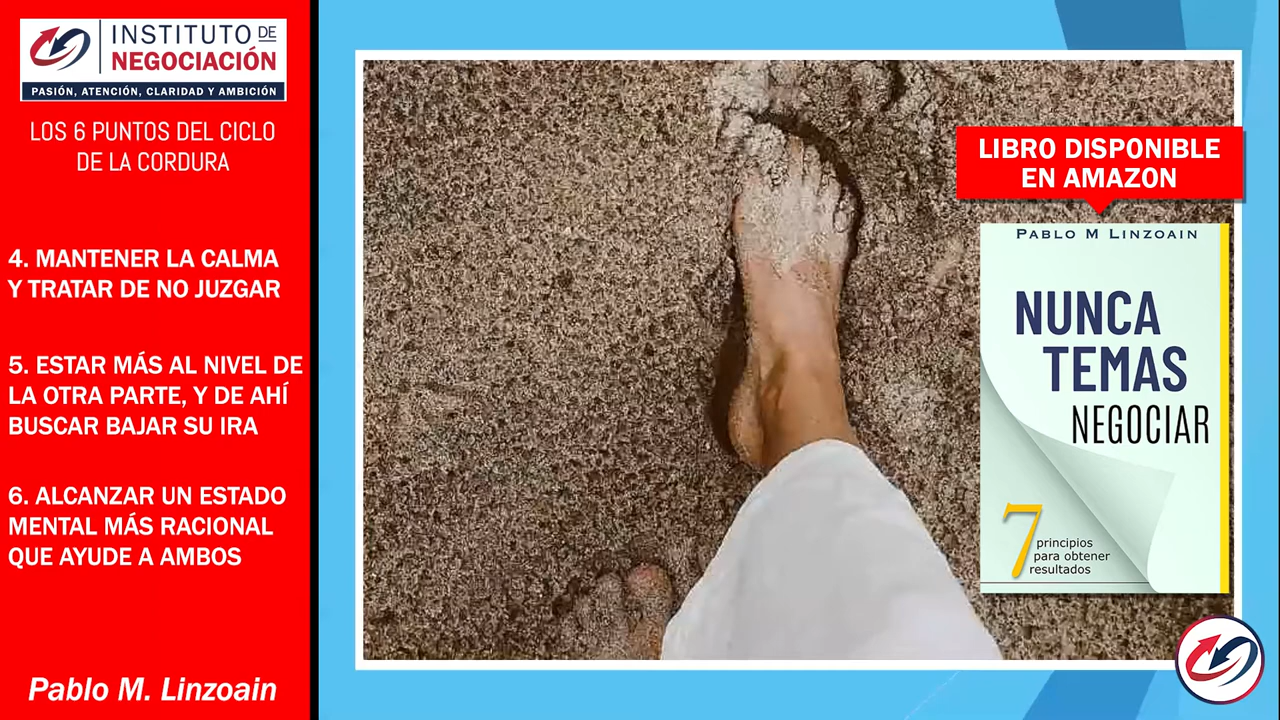 INSTITUTO DE
NEGOCIACIÓN
PASIÓN, ATENCIÓN, CLARIDAD Y AMBICIÓN
LOS 6 PUNTOS DEL CICLO
DE LA CORDURA
4. MANTENER LA CALMA
Y TRATAR DE NO JUZGAR
5. ESTAR MÁS AL NIVEL DE
LA OTRA PARTE, Y DE AHÍ
BUSCAR BAJAR SU IRA
6. ALCANZAR UN ESTADO
MENTAL MÁS RACIONAL
QUE AYUDE A AMBOS
Pablo M. Linzoain
LIBRO DISPONIBLE
EN AMAZON
PABLO M LINZOAIN
NUNCA
TEMAS
NEGOCIAR
7 principios
para obtener
resultados